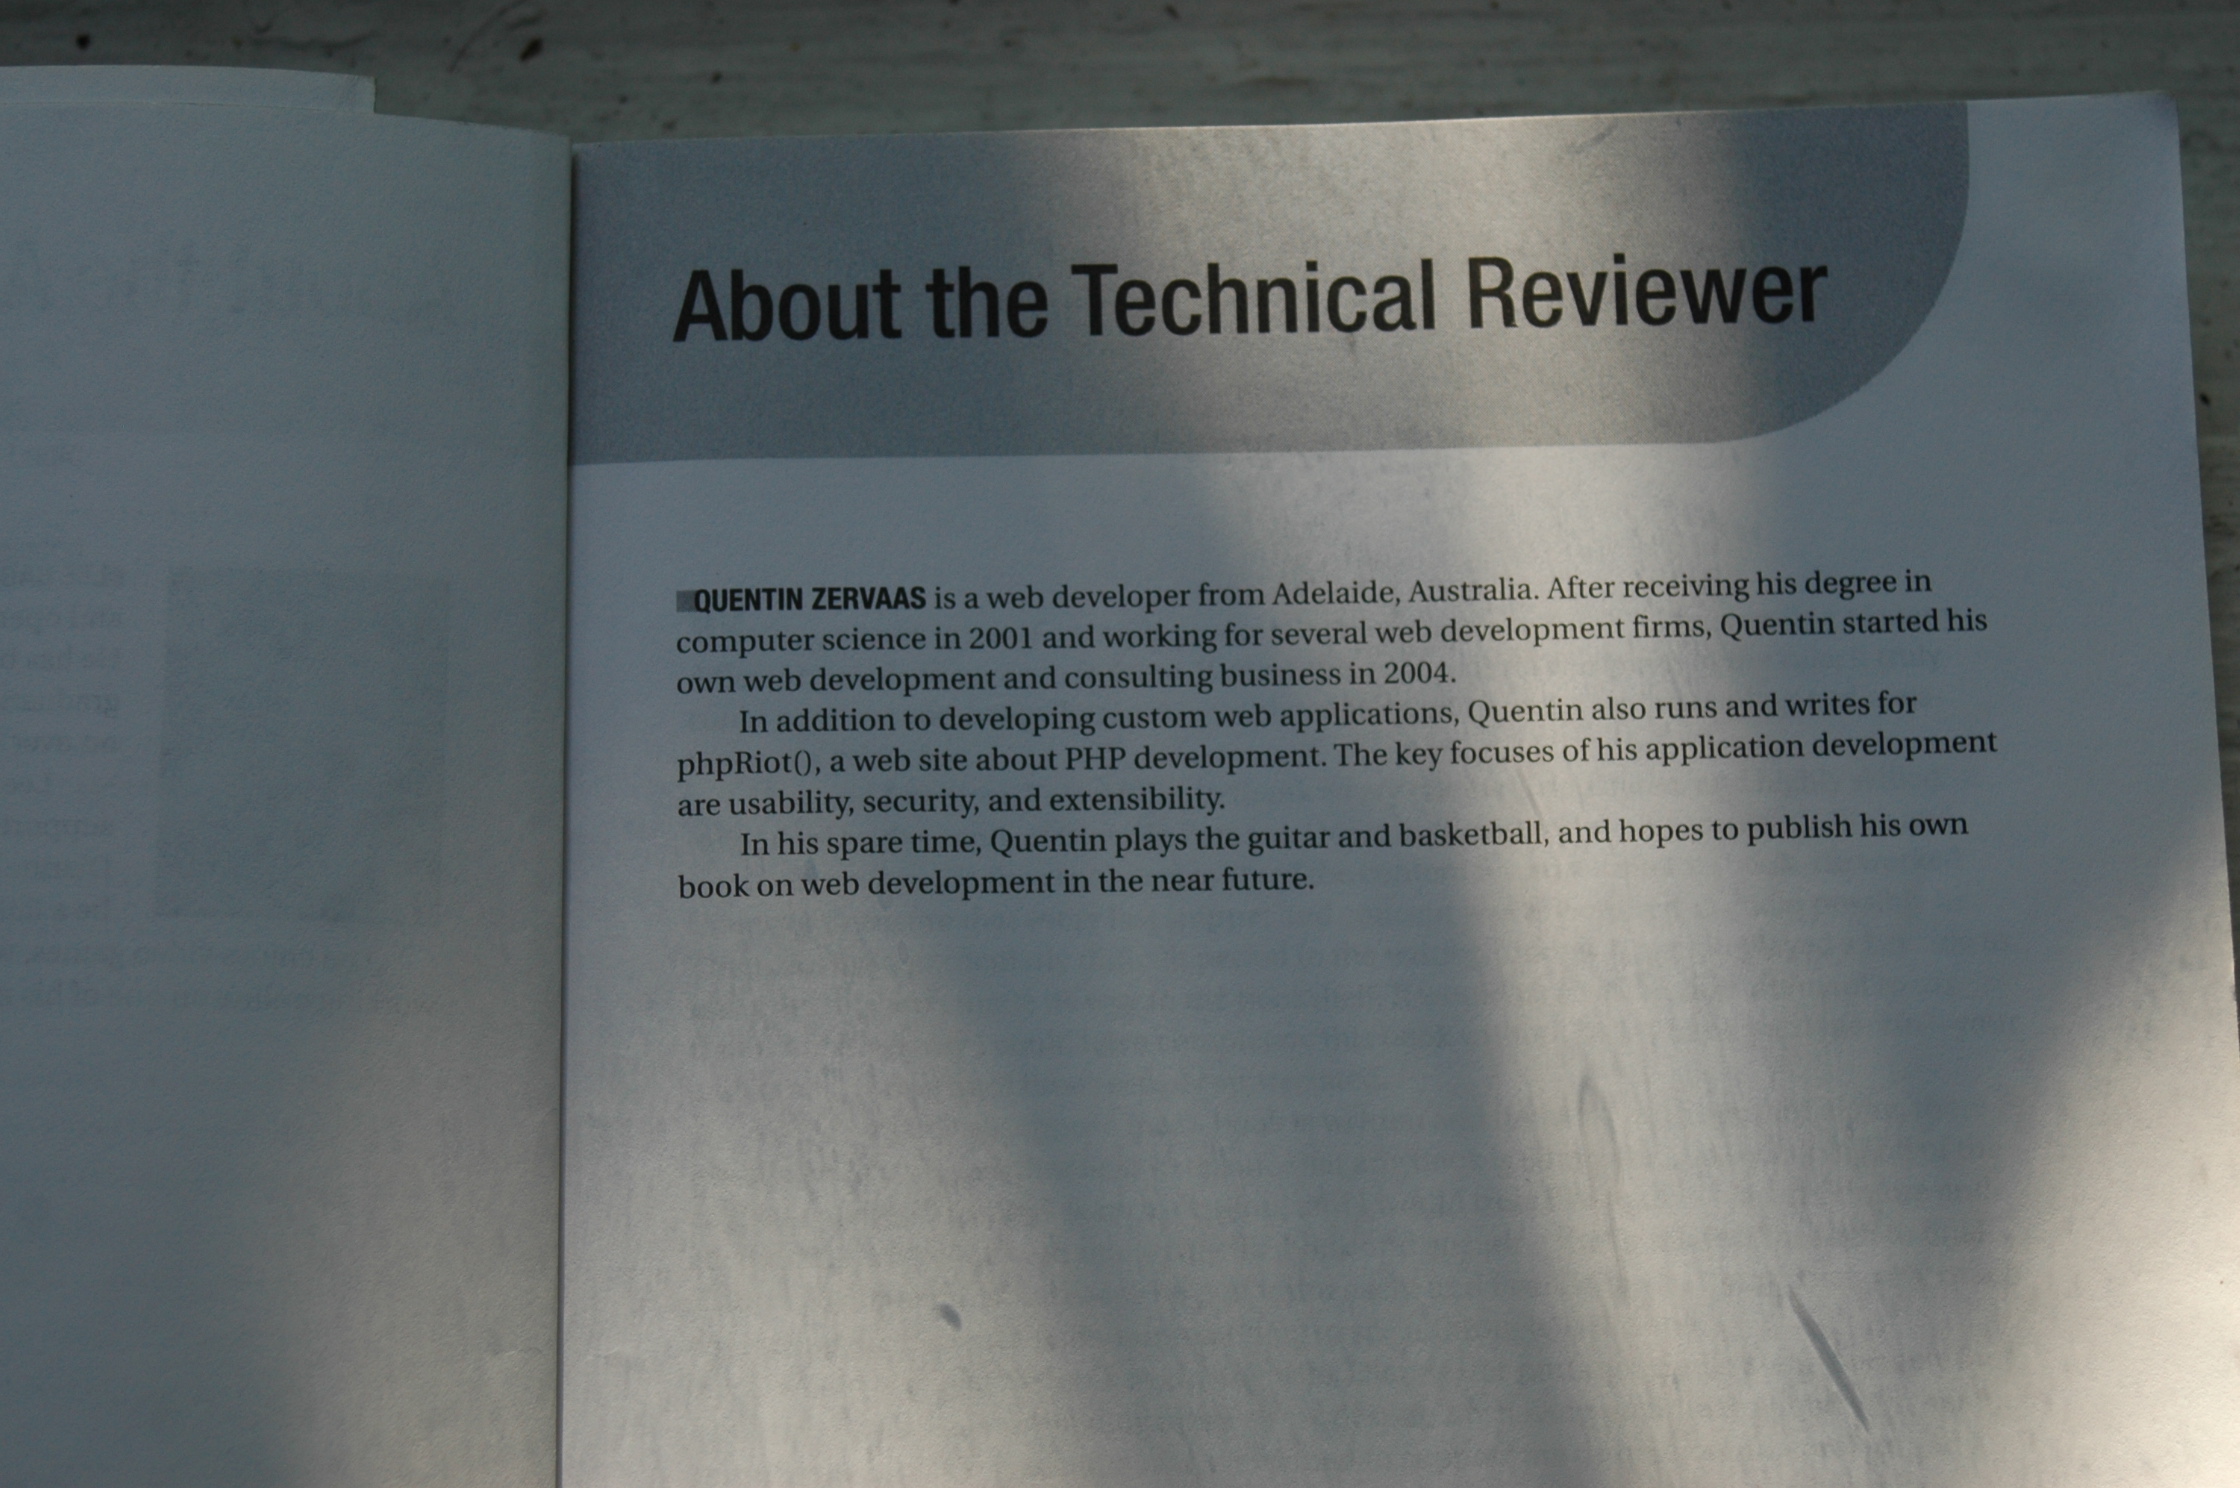 About the Technical Reviewer
QUENTIN ZERVAAS is a web developer from Adelaide, Australia. After receiving his degree in
computer science in 2001 and working for several web development firms, Quentin started his
own web development and consulting business in 2004.
In addition to developing custom web applications, Quentin also runs and writes for
phpRiot(), a web site about PHP development. The key focuses of his application development
are usability, security, and extensibility.
In his spare time, Quentin plays the guitar and basketball, and hopes to publish his own
book on web development in the near future.